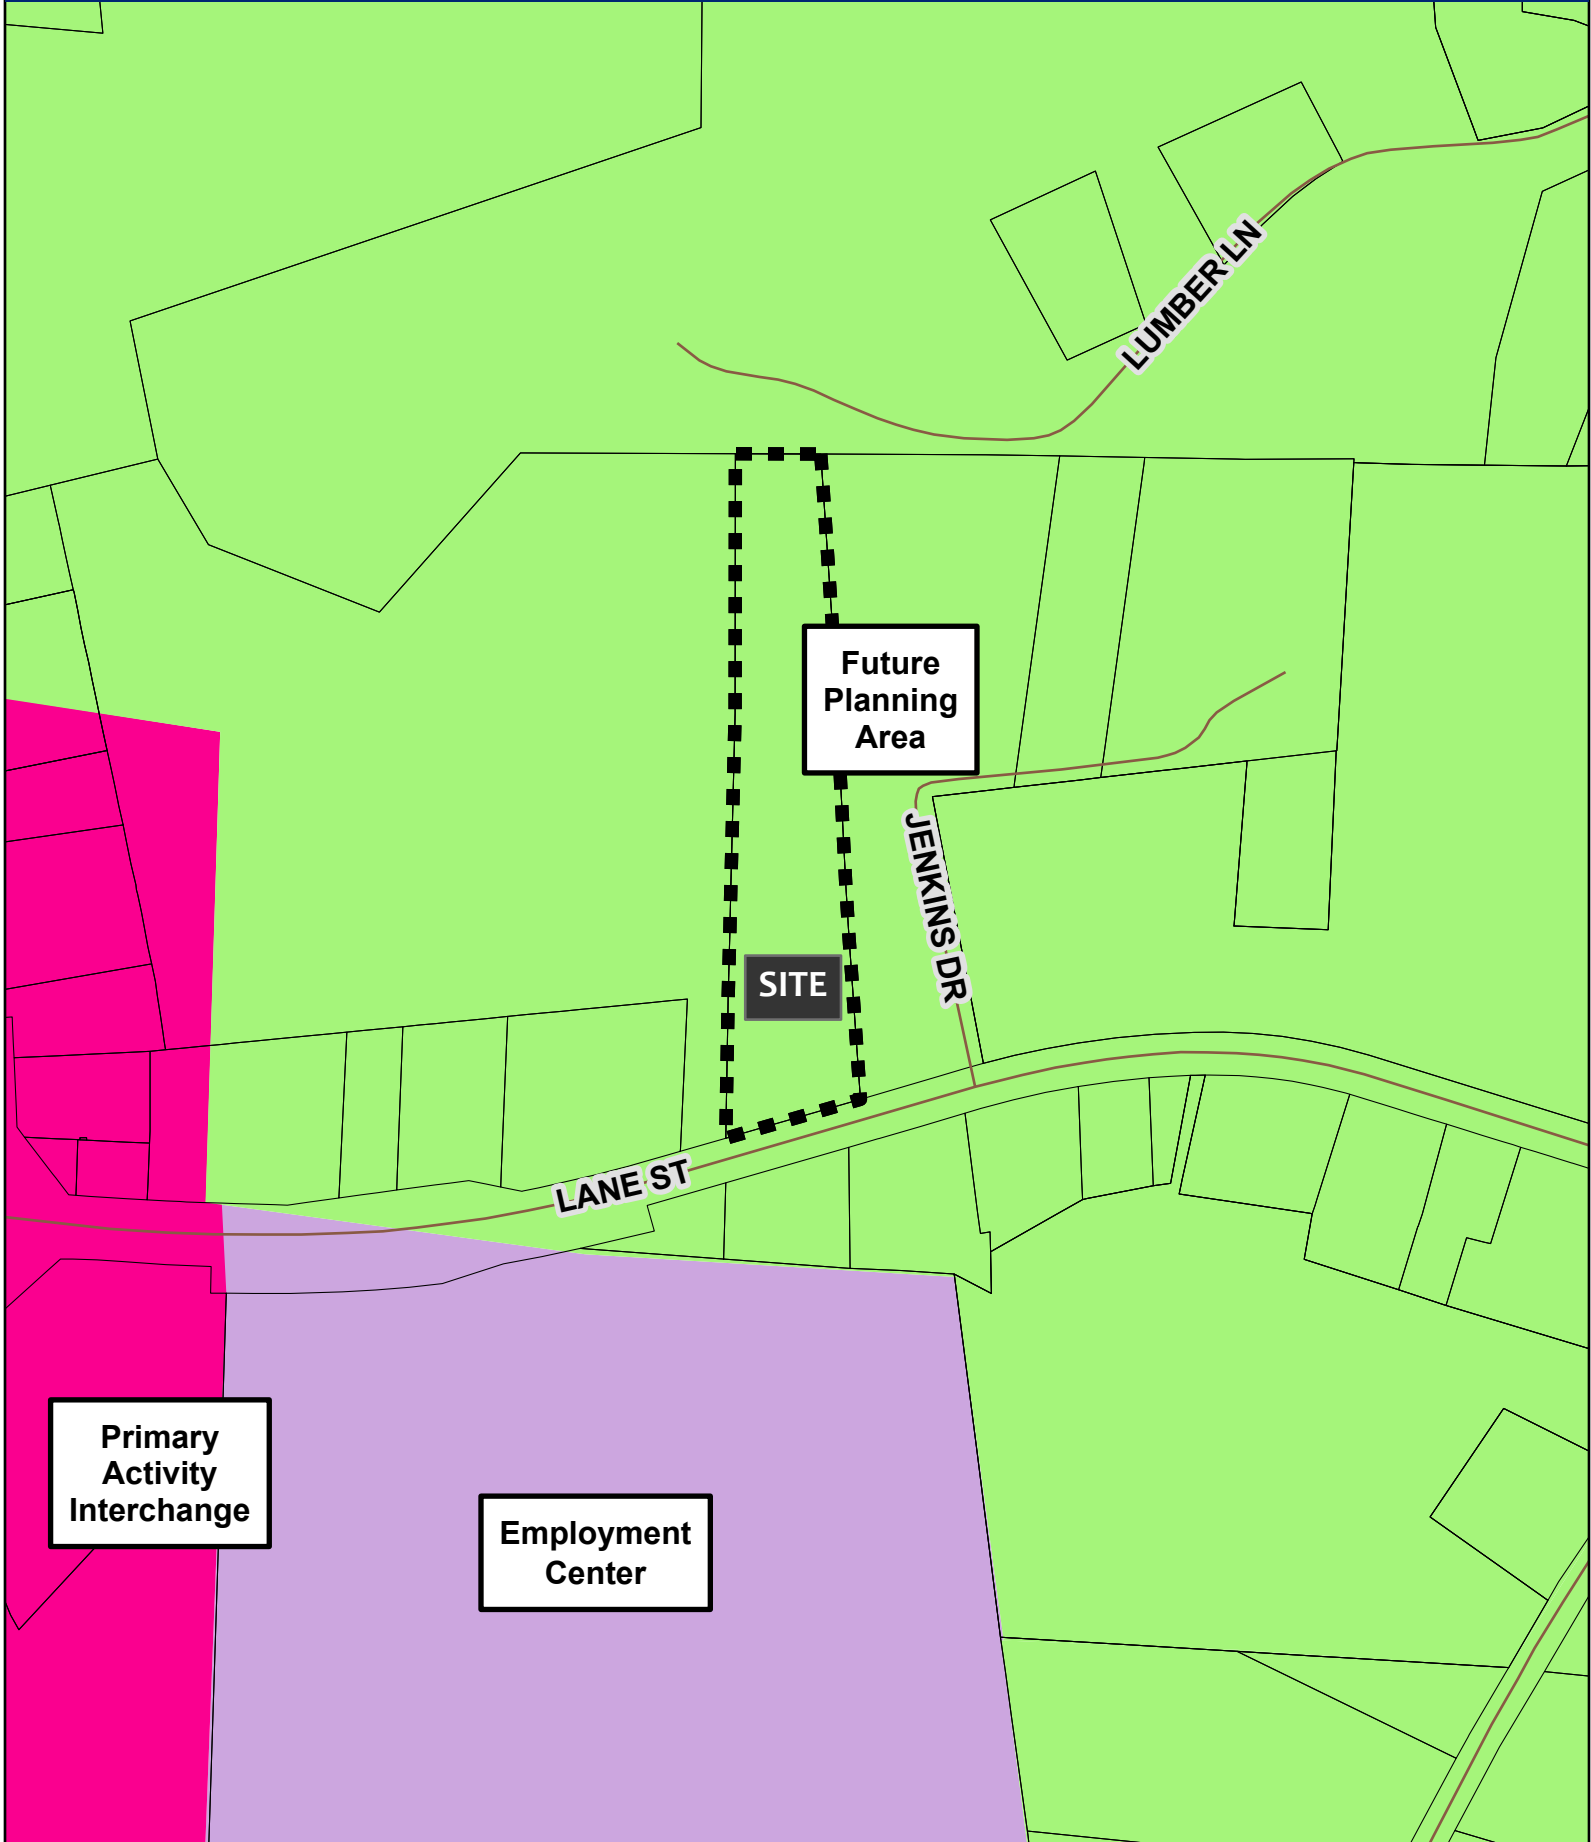 LUMBER LN
Future
Planning
Area
JENKINS DR
SITE
LANE ST
Primary
Activity
Interchange
Employment
Center